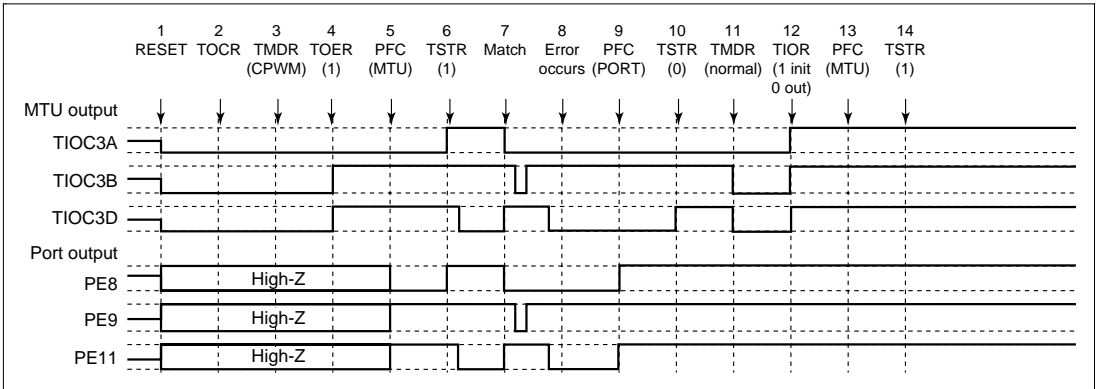 1 2 3 4 5 6 7 8 9 10 11 12 13 14
RESET TOCR TMDR TOER PFC TSTR Match Error PFC TSTR TMDR TIOR PFC TSTR
(CPWM) (1) (MTU) (1) occurs (PORT) (0) (normal) (1 init (MTU) (1)
0 out)
MTU output
TIOC3A
TIOC3B
TIOC3D
Port output
PE8 High-Z
PE9 High-Z
PE11 High-Z